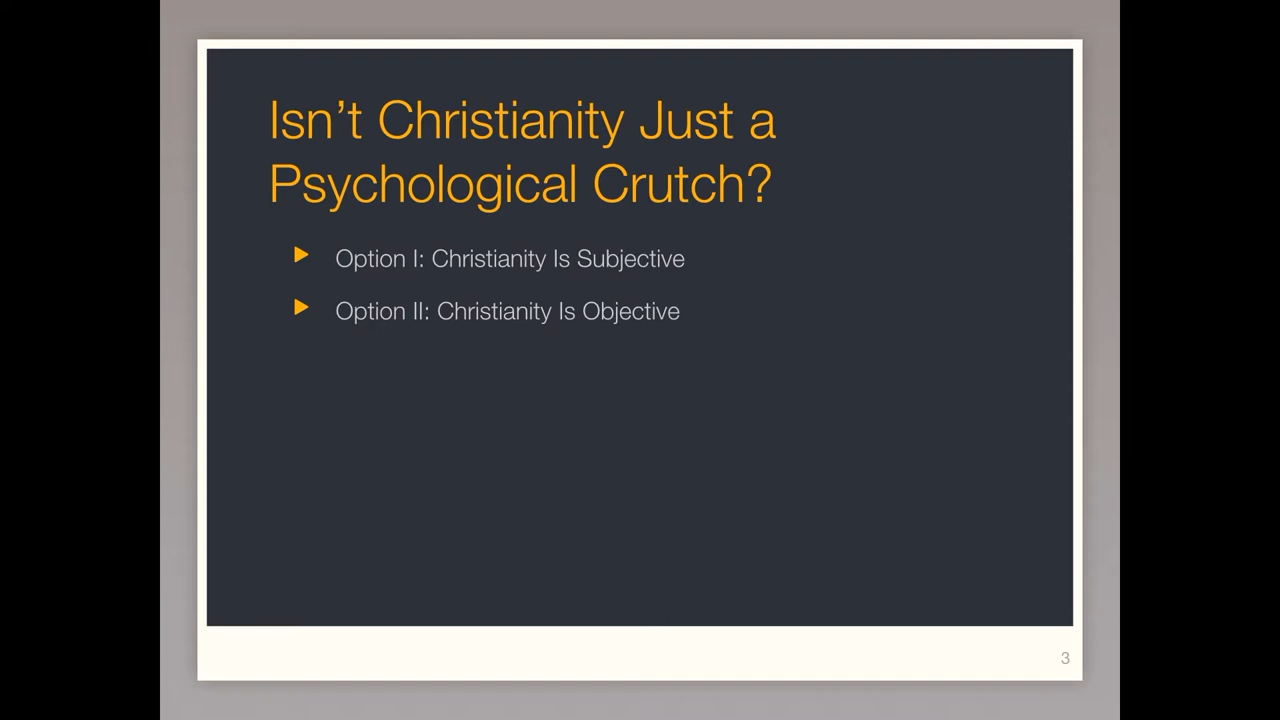 Isn’t Christianity Just a
Psychological Crutch?
Option I: Christianity Is Subjective
Option II: Christianity Is Objective
3